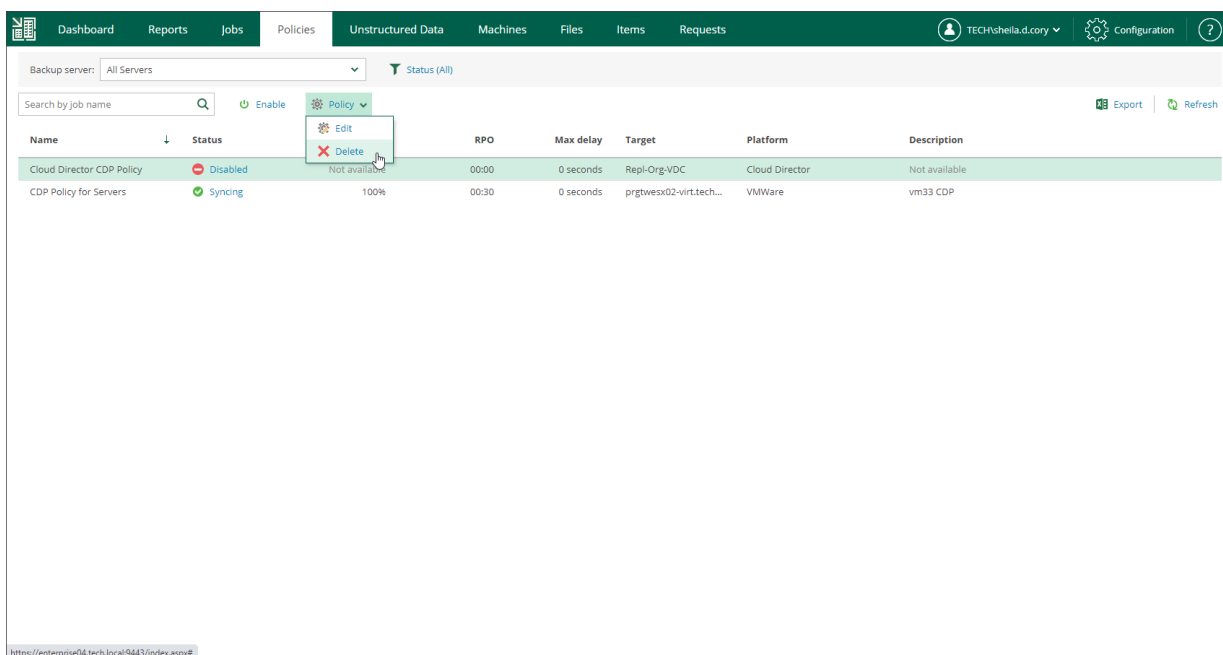 Dashboard Reports Jobs Policies Unstructured Data Machines Files Items Requests TECH\sheila.d.cory Configuration ?
Backup server: All Servers Status (All)
Search by job name Enable Policy Export Refresh
Edit
Name Status RPO Max delay Target Platform Description
Delete
Cloud Director CDP Policy Disabled Not available 00:00 0 seconds Repl-Org-VDC Cloud Director Not available
CDP Policy for Servers Syncing 100% 00:30 0 seconds prgtwesx02-virt.tech... VMWare vm33 CDP
https://enterprise04.tech.local:9443/index.aspx#